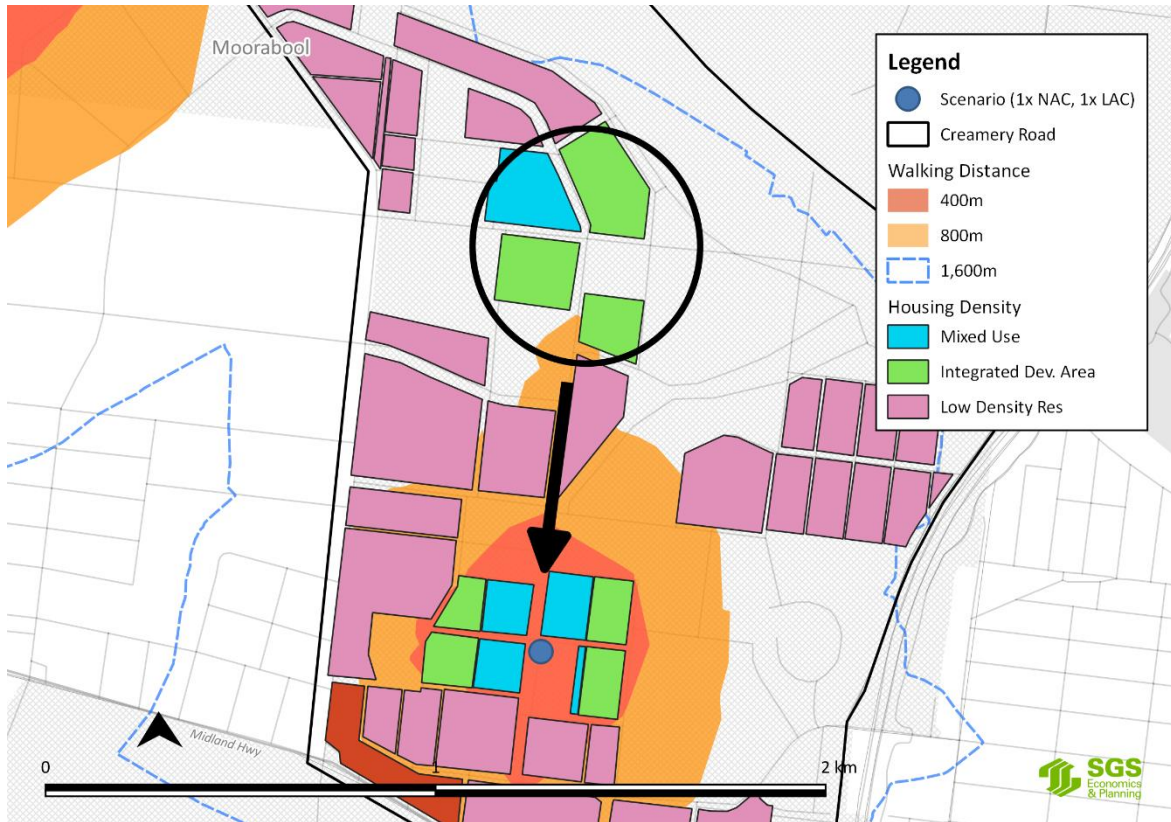 Moorabool
Legend
Scenario (1x NAC, 1x LAC)
Creamery Road
Walking Distance
400m
800m
1,600m
Housing Density
Mixed Use
Integrated Dev. Area
Low Density Res
Midland Hwy
0
1
2 km
SGS
Economics
& Planning